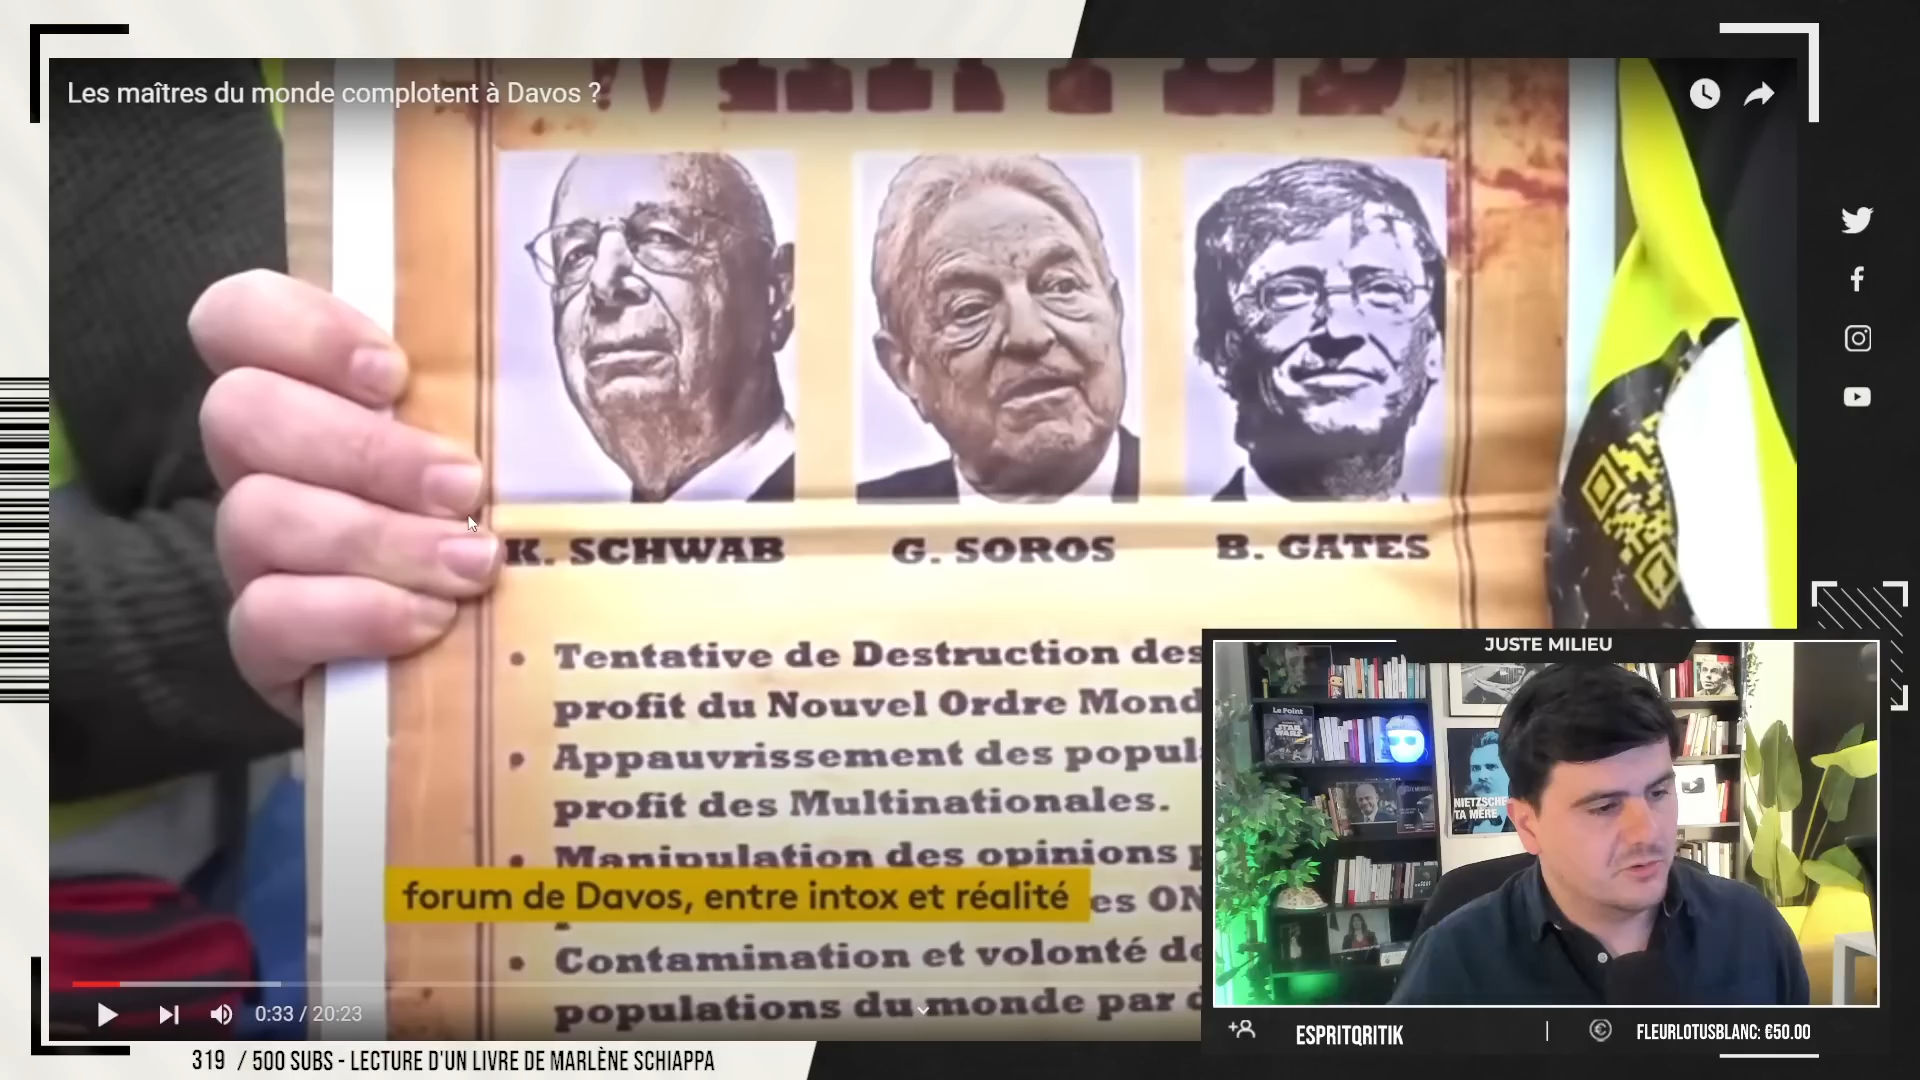 Les maîtres du monde complotent à Davos ?
WANTED
K. SCHWAB
G. SOROS
B. GATES
• Tentative de Destruction des
profit du Nouvel Ordre Mond
• Appauvrissement des popul
profit des Multinationales.
• Manipulation des opinions p
es ON
forum de Davos, entre intox et réalité
• Contamination et volonté de
populations du monde par d
0:33 / 20:23
JUSTE MILIEU
Le Point
STAR WARS
NIETZSCHE
TA MÈRE
ESPRITQRITIK
FLEURLOTUSBLANC: €50.00
319 / 500 SUBS - LECTURE D'UN LIVRE DE MARLÈNE SCHIAPPA